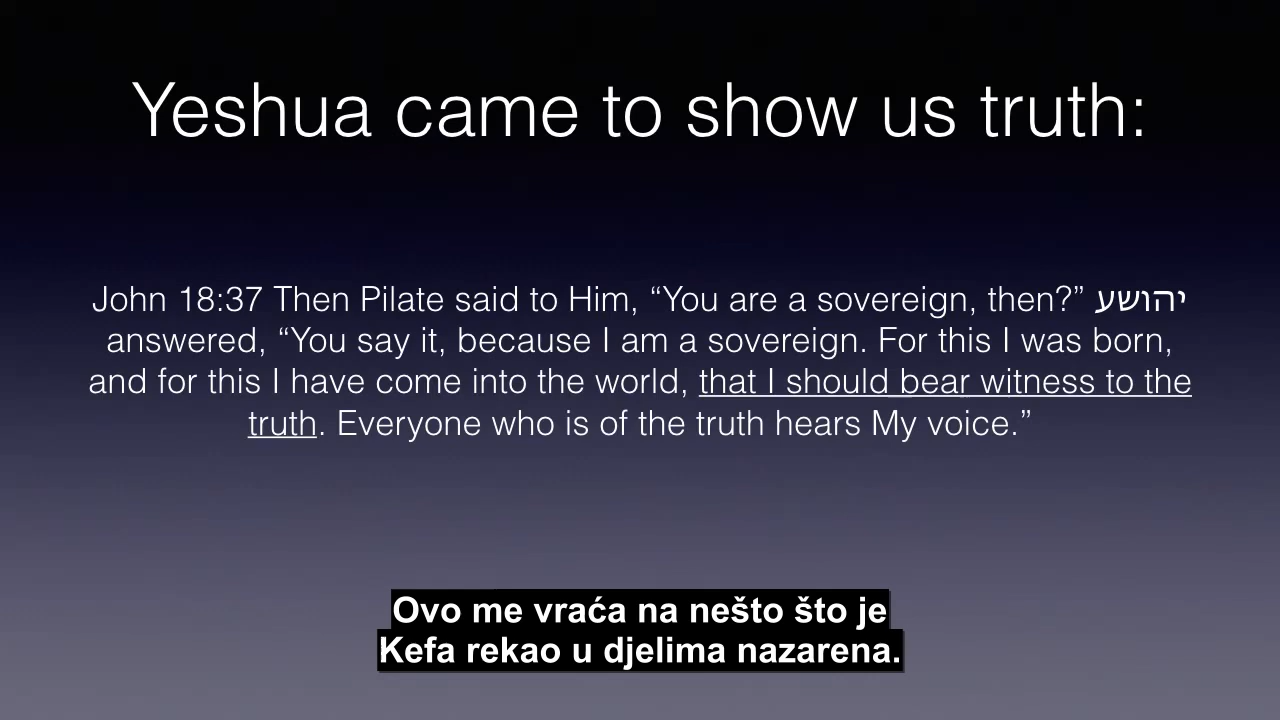 Yeshua came to show us truth:
John 18:37 Then Pilate said to Him, “You are a sovereign, then?” יהושע
answered, “You say it, because I am a sovereign. For this I was born,
and for this I have come into the world, that I should bear witness to the
truth. Everyone who is of the truth hears My voice.”
Ovo me vraća na nešto što je
Kefa rekao u djelima nazarena.